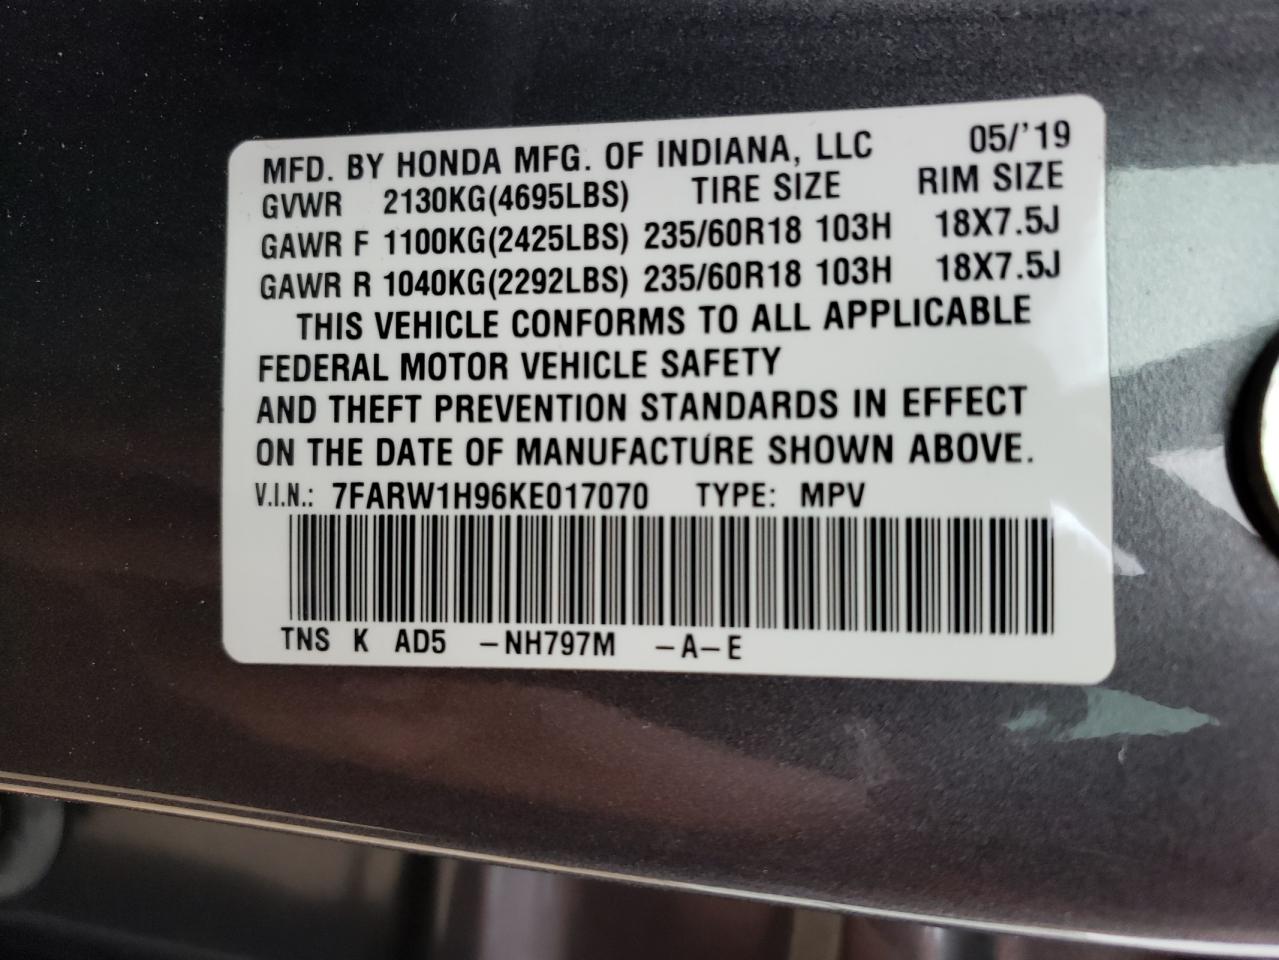 MFD. BY HONDA MFG. OF INDIANA, LLC 05/'19
GVWR 2130KG(4695LBS) TIRE SIZE RIM SIZE
GAWR F 1100KG(2425LBS) 235/60R18 103H 18X7.5J
GAWR R 1040KG(2292LBS) 235/60R18 103H 18X7.5J
THIS VEHICLE CONFORMS TO ALL APPLICABLE
FEDERAL MOTOR VEHICLE SAFETY
AND THEFT PREVENTION STANDARDS IN EFFECT
ON THE DATE OF MANUFACTURE SHOWN ABOVE.
V.I.N.: 7FARW1H96KE017070 TYPE: MPV
TNS K AD5 -NH797M -A-E